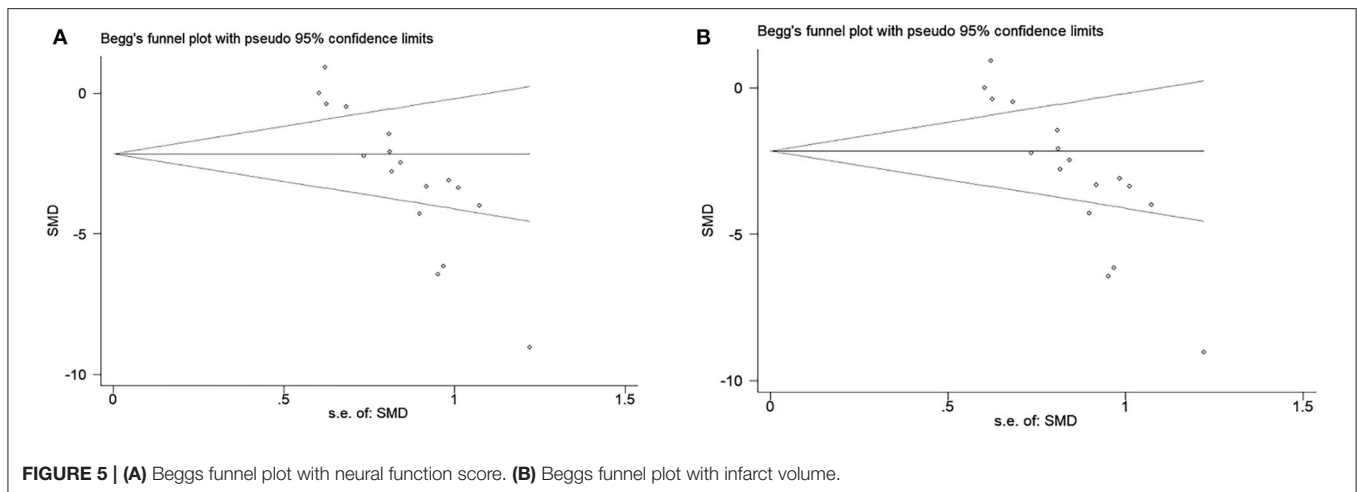 A
Begg's funnel plot with pseudo 95% confidence limits
0
-5
-10
SMD
0
.5
1
1.5
s.e. of: SMD
B
Begg's funnel plot with pseudo 95% confidence limits
0
-5
-10
SMD
0
.5
1
1.5
s.e. of: SMD
FIGURE 5 | (A) Beggs funnel plot with neural function score. (B) Beggs funnel plot with infarct volume.